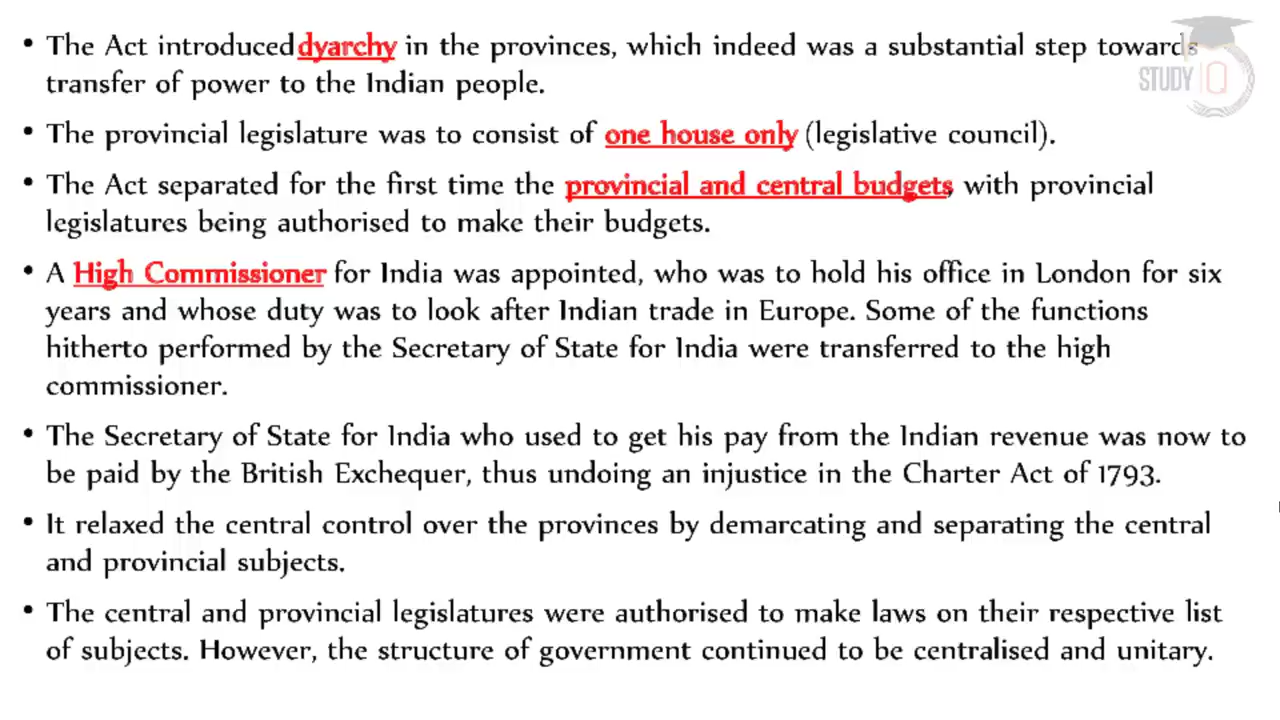 • The Act introduced dyarchy in the provinces, which indeed was a substantial step towards
transfer of power to the Indian people.
• The provincial legislature was to consist of one house only (legislative council).
• The Act separated for the first time the provincial and central budgets, with provincial
legislatures being authorised to make their budgets.
• A High Commissioner for India was appointed, who was to hold his office in London for six
years and whose duty was to look after Indian trade in Europe. Some of the functions
hitherto performed by the Secretary of State for India were transferred to the high
commissioner.
• The Secretary of State for India who used to get his pay from the Indian revenue was now to
be paid by the British Exchequer, thus undoing an injustice in the Charter Act of 1793.
• It relaxed the central control over the provinces by demarcating and separating the central
and provincial subjects.
• The central and provincial legislatures were authorised to make laws on their respective list
of subjects. However, the structure of government continued to be centralised and unitary.
STUDY IQ